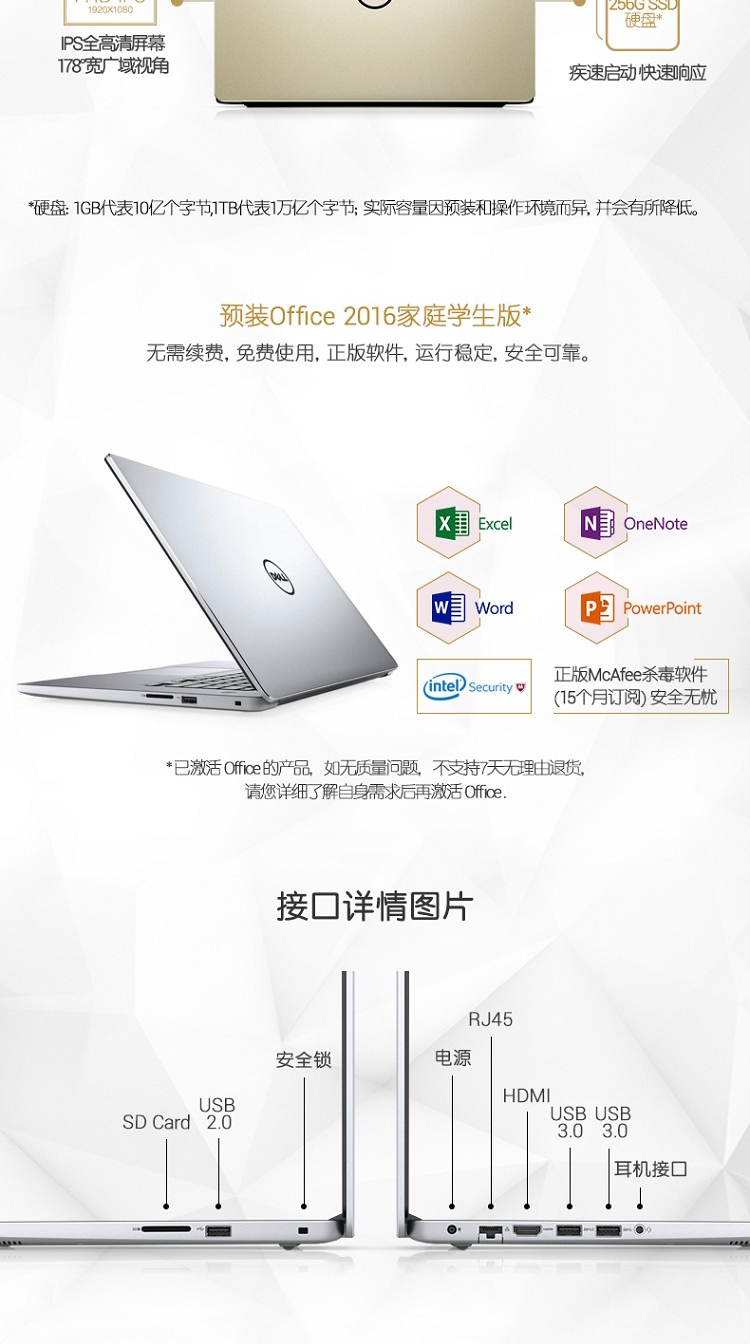 1920X1080
IPS全高清屏幕
178°宽广域视角
256G SSD
硬盘*
疾速启动 快速响应
*硬盘: 1GB代表10亿个字节,1TB代表1万亿个字节; 实际容量因预装和操作环境而异, 并会有所降低。
预装Office 2016家庭学生版*
无需续费, 免费使用, 正版软件, 运行稳定, 安全可靠。
DELL
Excel
OneNote
Word
PowerPoint
intel Security
正版McAfee杀毒软件
(15个月订阅) 安全无忧
*已激活 Office 的产品, 如无质量问题, 不支持7天无理由退货,
请您详细了解自身需求后再激活 Office .
接口详情图片
SD Card
USB
2.0
安全锁
电源
RJ45
HDMI
USB
3.0
USB
3.0
耳机接口